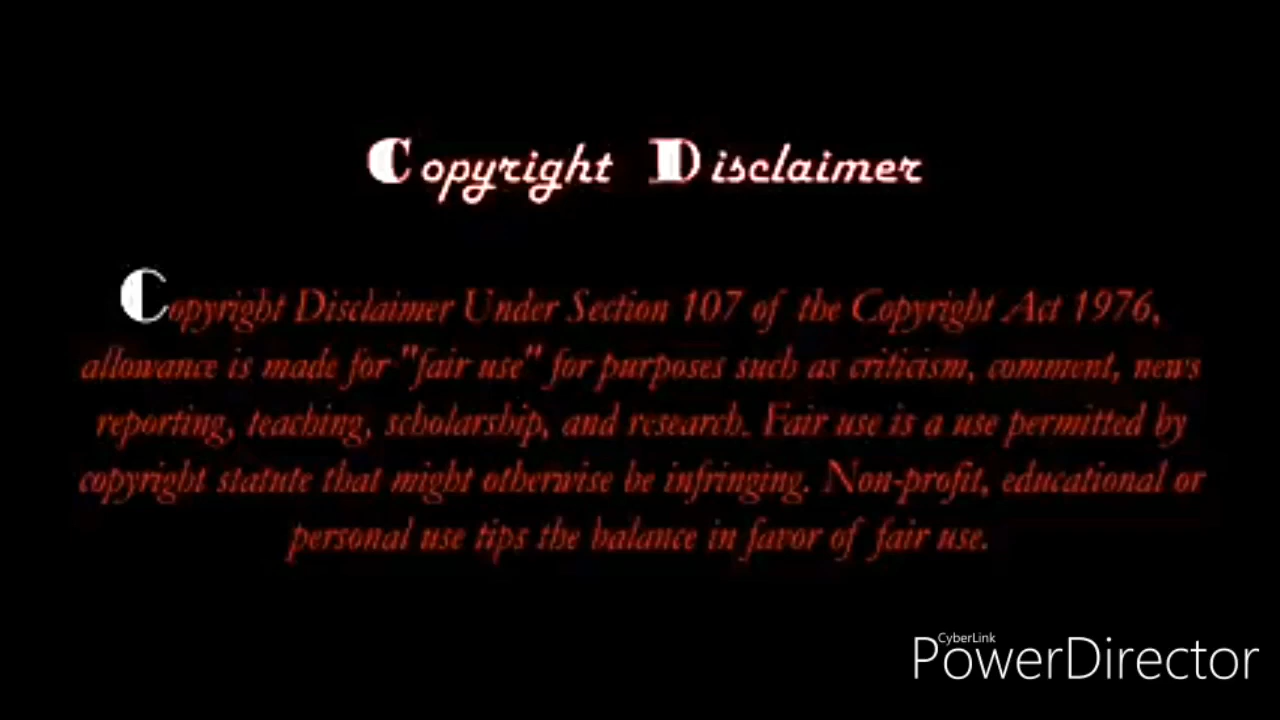 Copyright Disclaimer
Copyright Disclaimer Under Section 107 of the Copyright Act 1976,
allowance is made for "fair use" for purposes such as criticism, comment, news
reporting, teaching, scholarship, and research. Fair use is a use permitted by
copyright statute that might otherwise be infringing. Non-profit, educational or
personal use tips the balance in favor of fair use.
CyberLink
PowerDirector